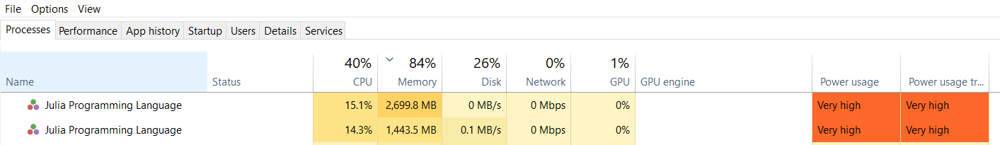 File Options View
Processes Performance App history Startup Users Details Services
40% 84% 26% 0% 1%
Name Status CPU Memory Disk Network GPU GPU engine Power usage Power usage tr...
Julia Programming Language 15.1% 2,699.8 MB 0 MB/s 0 Mbps 0% Very high Very high
Julia Programming Language 14.3% 1,443.5 MB 0.1 MB/s 0 Mbps 0% Very high Very high